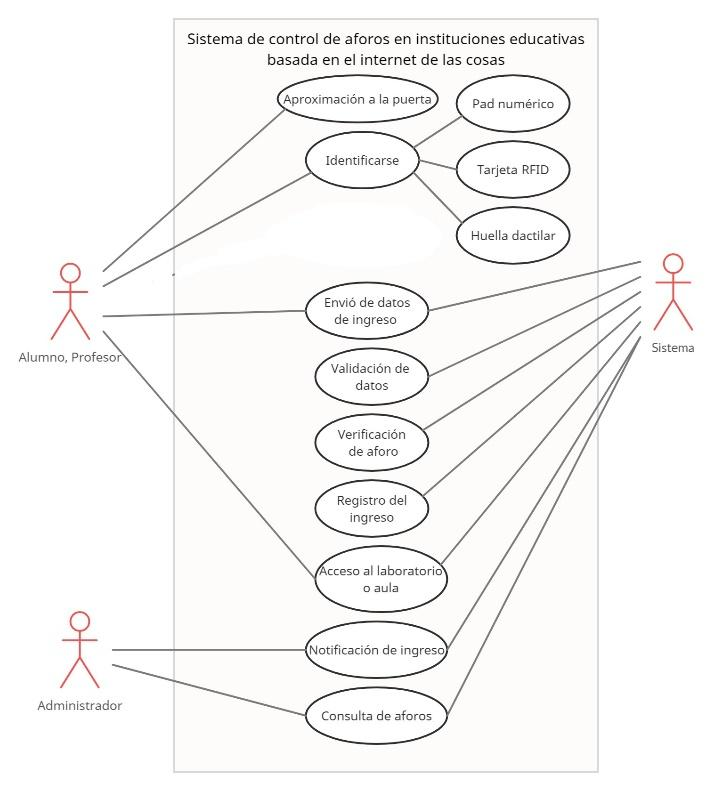 Sistema de control de aforos en instituciones educativas
basada en el internet de las cosas
Aproximación a la puerta
Pad numérico
Identificarse
Tarjeta RFID
Huella dactilar
Envió de datos
de ingreso
Alumno, Profesor
Sistema
Validación de
datos
Verificación
de aforo
Registro del
ingreso
Acceso al laboratorio
o aula
Notificación de ingreso
Administrador
Consulta de aforos